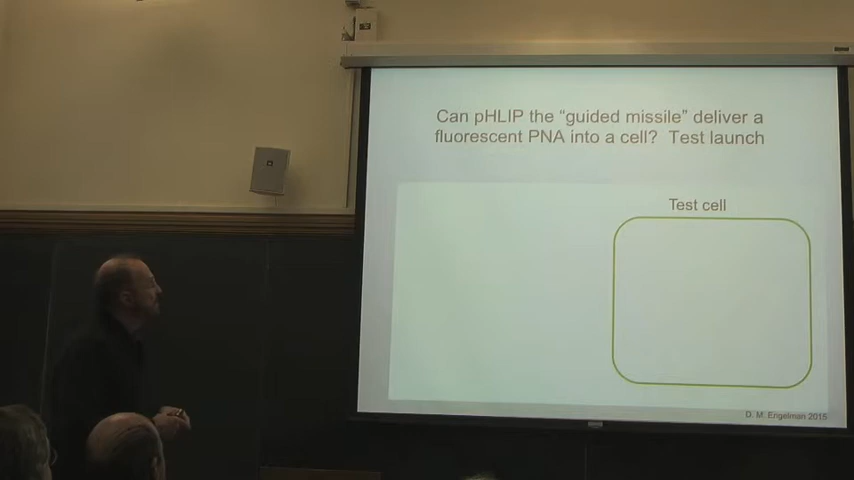 Can pHLIP the “guided missile” deliver a
fluorescent PNA into a cell?  Test launch
Test cell
D. M. Engelman 2015